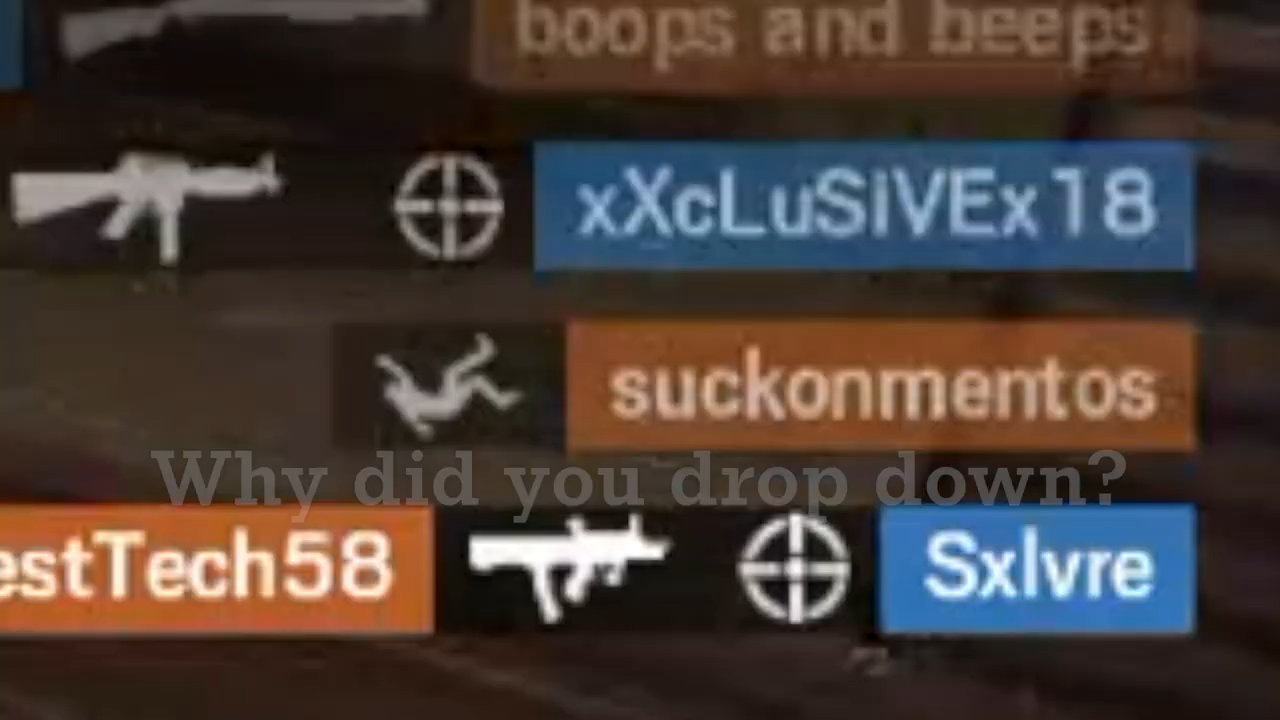 boops and beeps
xXcLuSiVEx18
suckonmentos
Why did you drop down?
estTech58 Sxlvre